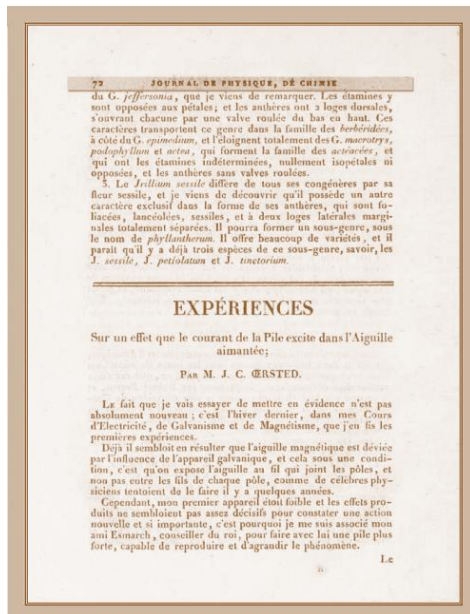 72 JOURNAL DE PHYSIQUE, DE CHIMIE
du G. jeffersonia, que je viens de remarquer. Les étamines y
sont opposées aux pétales; et les anthères ont 2 loges dorsales,
s'ouvrant chacune par une valve roulée du bas en haut. Ces
caractères transportent ce genre dans la famille des berbéridées,
à côté du G. epimedium, et l'éloignent totalement des G. macrotrys,
podophyllum et actea, qui forment la famille des actéacées, et
qui ont les étamines indéterminées, nullement isopétales ni
opposées, et les anthères sans valves roulées.
5. Le Jrillium sessile diffère de tous ses congénères par sa
fleur sessile, et je viens de découvrir qu'il possède un autre
caractère exclusif dans la forme de ses anthères, qui sont fo-
liacées, lancéolées, sessiles, et à deux loges latérales margi-
nales totalement séparées. Il pourra former un sous-genre, sous
le nom de phyllantherum. Il offre beaucoup de variétés, et il
paraît qu'il y a déjà trois espèces de ce sous-genre, savoir, les
J. sessile, J. petiolatum et J. tinctorium.
EXPÉRIENCES
Sur un effet que le courant de la Pile excite dans l'Aiguille
aimantée;
PAR M. J. C. ŒRSTED.
LE fait que je vais essayer de mettre en évidence n'est pas
absolument nouveau; c'est l'hiver dernier, dans mes Cours
d'Electricité, de Galvanisme et de Magnétisme, que j'en fis les
premières expériences.
Déjà il sembloit en résulter que l'aiguille magnétique est déviée
par l'influence de l'appareil galvanique, et cela sous une condi-
tion, c'est qu'on expose l'aiguille au fil qui joint les pôles, et
non pas entre les fils de chaque pôle, comme de célèbres phy-
siciens tentoient de le faire il y a quelques années.
Cependant, mon premier appareil étoit foible et les effets pro-
duits ne sembloient pas assez décisifs pour constater une action
nouvelle et si importante, c'est pourquoi je me suis associé mon
ami Esmarch, conseiller du roi, pour faire avec lui une pile plus
forte, capable de reproduire et d'agrandir le phénomène.
Le